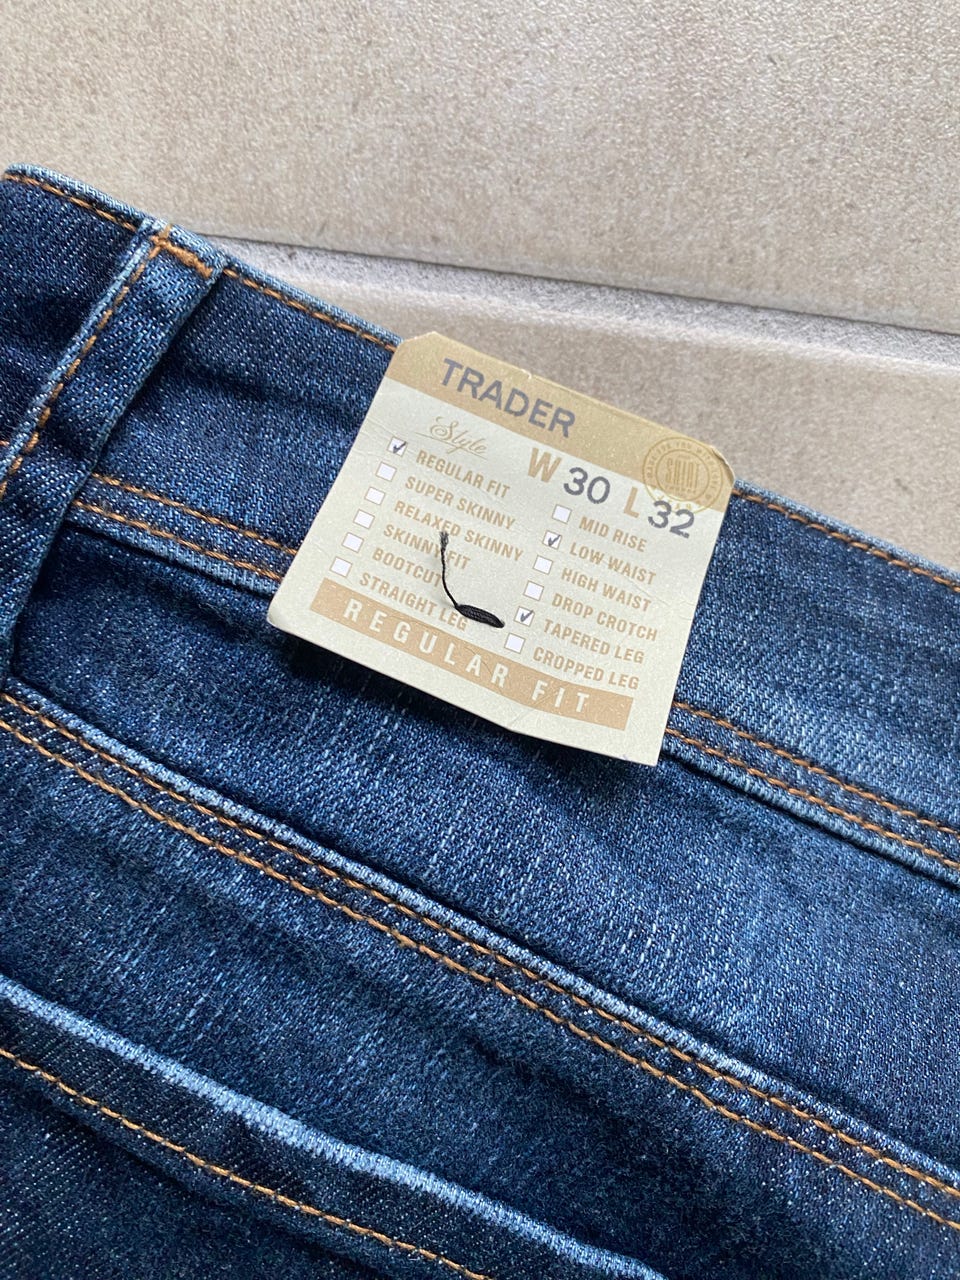 TRADER
Style
W 30 L 32
REGULAR FIT
SUPER SKINNY
RELAXED SKINNY
SKINNY FIT
BOOTCUT
STRAIGHT LEG
MID RISE
LOW WAIST
HIGH WAIST
DROP CROTCH
TAPERED LEG
CROPPED LEG
REGULAR FIT